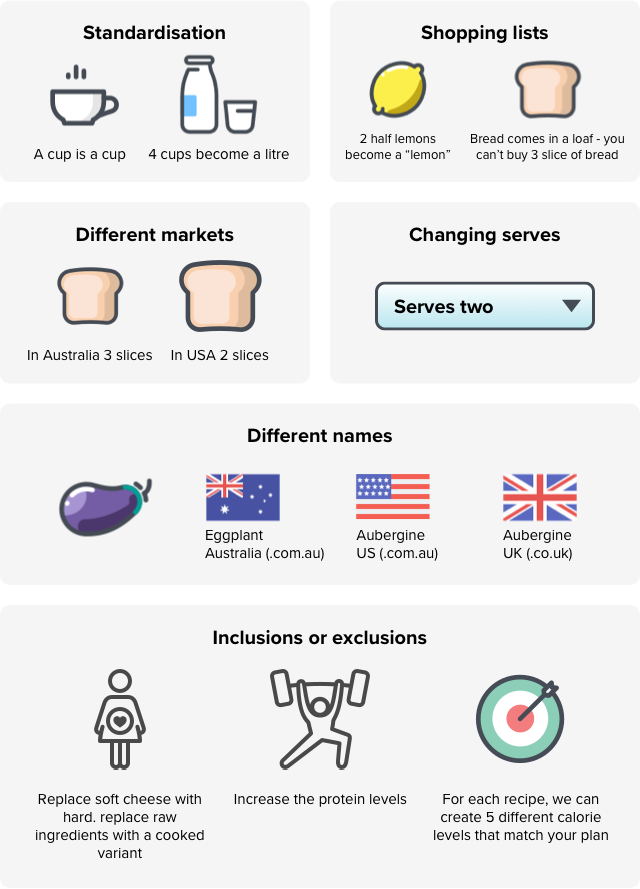 Standardisation
A cup is a cup
4 cups become a litre
Shopping lists
2 half lemons
become a “lemon”
Bread comes in a loaf - you
can’t buy 3 slice of bread
Different markets
In Australia 3 slices
In USA 2 slices
Changing serves
Serves two
Different names
Eggplant
Australia (.com.au)
Aubergine
US (.com.au)
Aubergine
UK (.co.uk)
Inclusions or exclusions
Replace soft cheese with
hard. replace raw
ingredients with a cooked
variant
Increase the protein levels
For each recipe, we can
create 5 different calorie
levels that match your plan